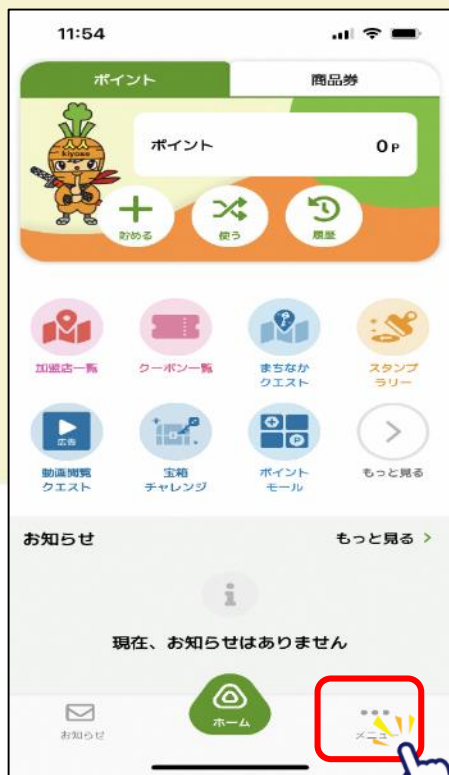 11:54
ポイント
商品券
kiyose
ポイント
0 P
貯める
使う
履歴
加盟店一覧
クーポン一覧
まちなか
クエスト
スタンプ
ラリー
広告
動画閲覧
クエスト
宝箱
チャレンジ
P
ポイント
モール
もっと見る
お知らせ
もっと見る
現在、お知らせはありません
お知らせ
ホーム
メニュー